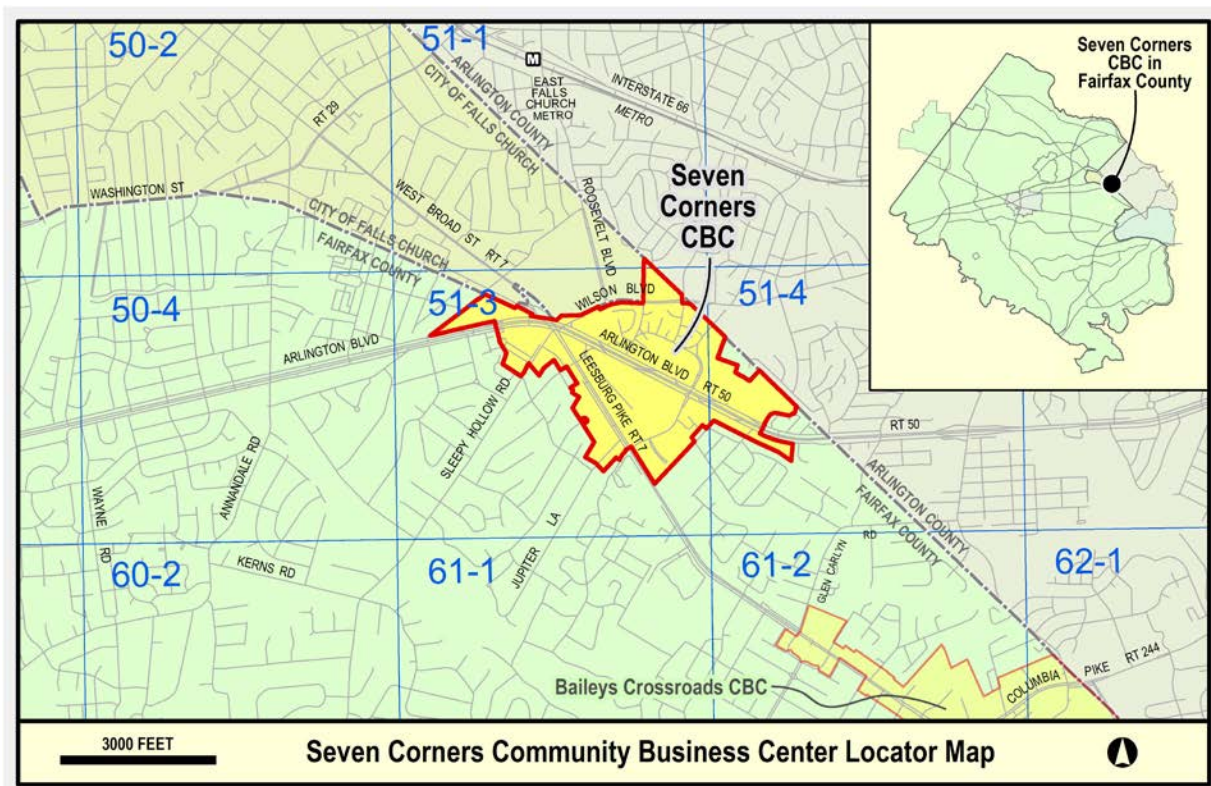 50-2
51-1
Seven Corners
CBC in
Fairfax County
M
EAST
FALLS
CHURCH
METRO
INTERSTATE 66
METRO
ARLINGTON COUNTY
CITY OF FALLS CHURCH
RT 29
WASHINGTON ST
WEST BROAD ST RT 7
ROOSEVELT BLVD
Seven
Corners
CBC
CITY OF FALLS CHURCH
FAIRFAX COUNTY
50-4
51-3
WILSON BLVD
51-4
ARLINGTON BLVD
ARLINGTON BLVD RT 50
LEESBURG PIKE RT 7
SLEEPY HOLLOW RD
RT 50
ANNANDALE RD
WAYNE RD
ARLINGTON COUNTY
FAIRFAX COUNTY
JUPITER LA
GLEN CARLYN RD
60-2
KERNS RD
61-1
61-2
62-1
COLUMBIA PIKE RT 244
Baileys Crossroads CBC
3000 FEET
Seven Corners Community Business Center Locator Map